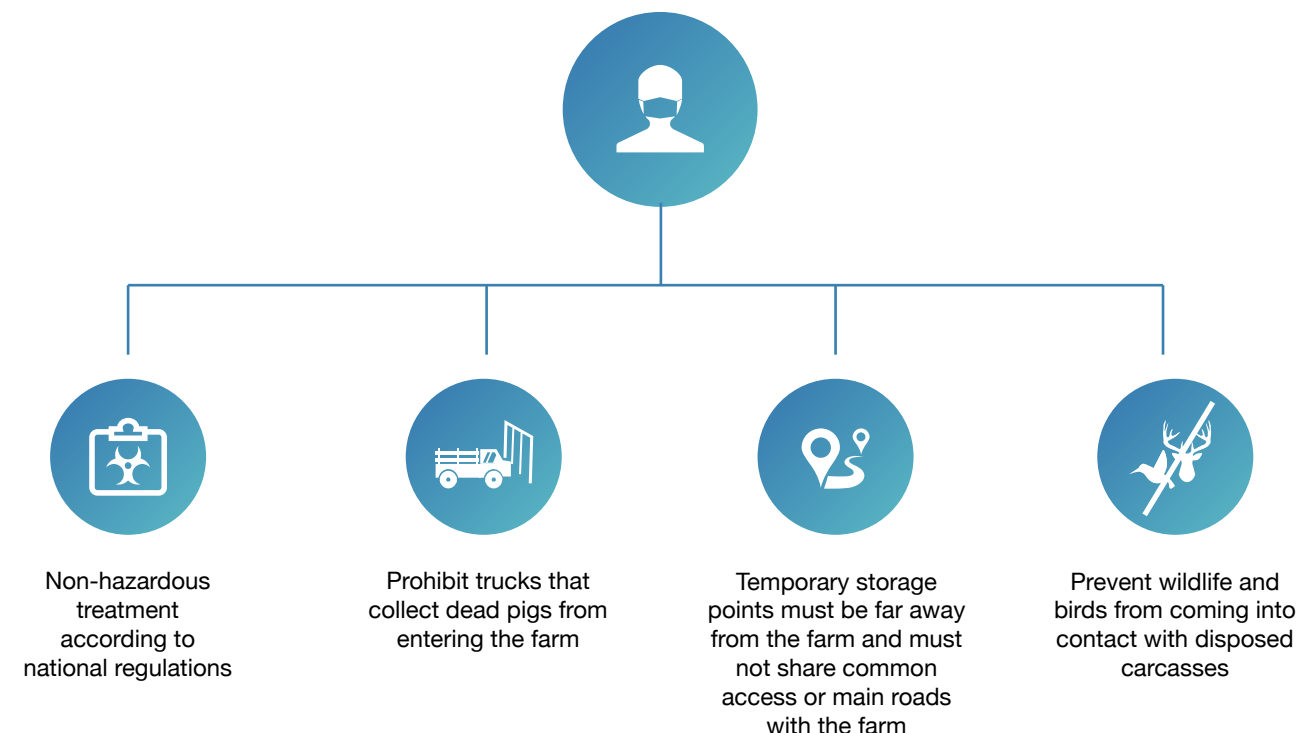 Non-hazardous
treatment
according to
national regulations
Prohibit trucks that
collect dead pigs from
entering the farm
Temporary storage
points must be far away
from the farm and must
not share common
access or main roads
with the farm
Prevent wildlife and
birds from coming into
contact with disposed
carcasses